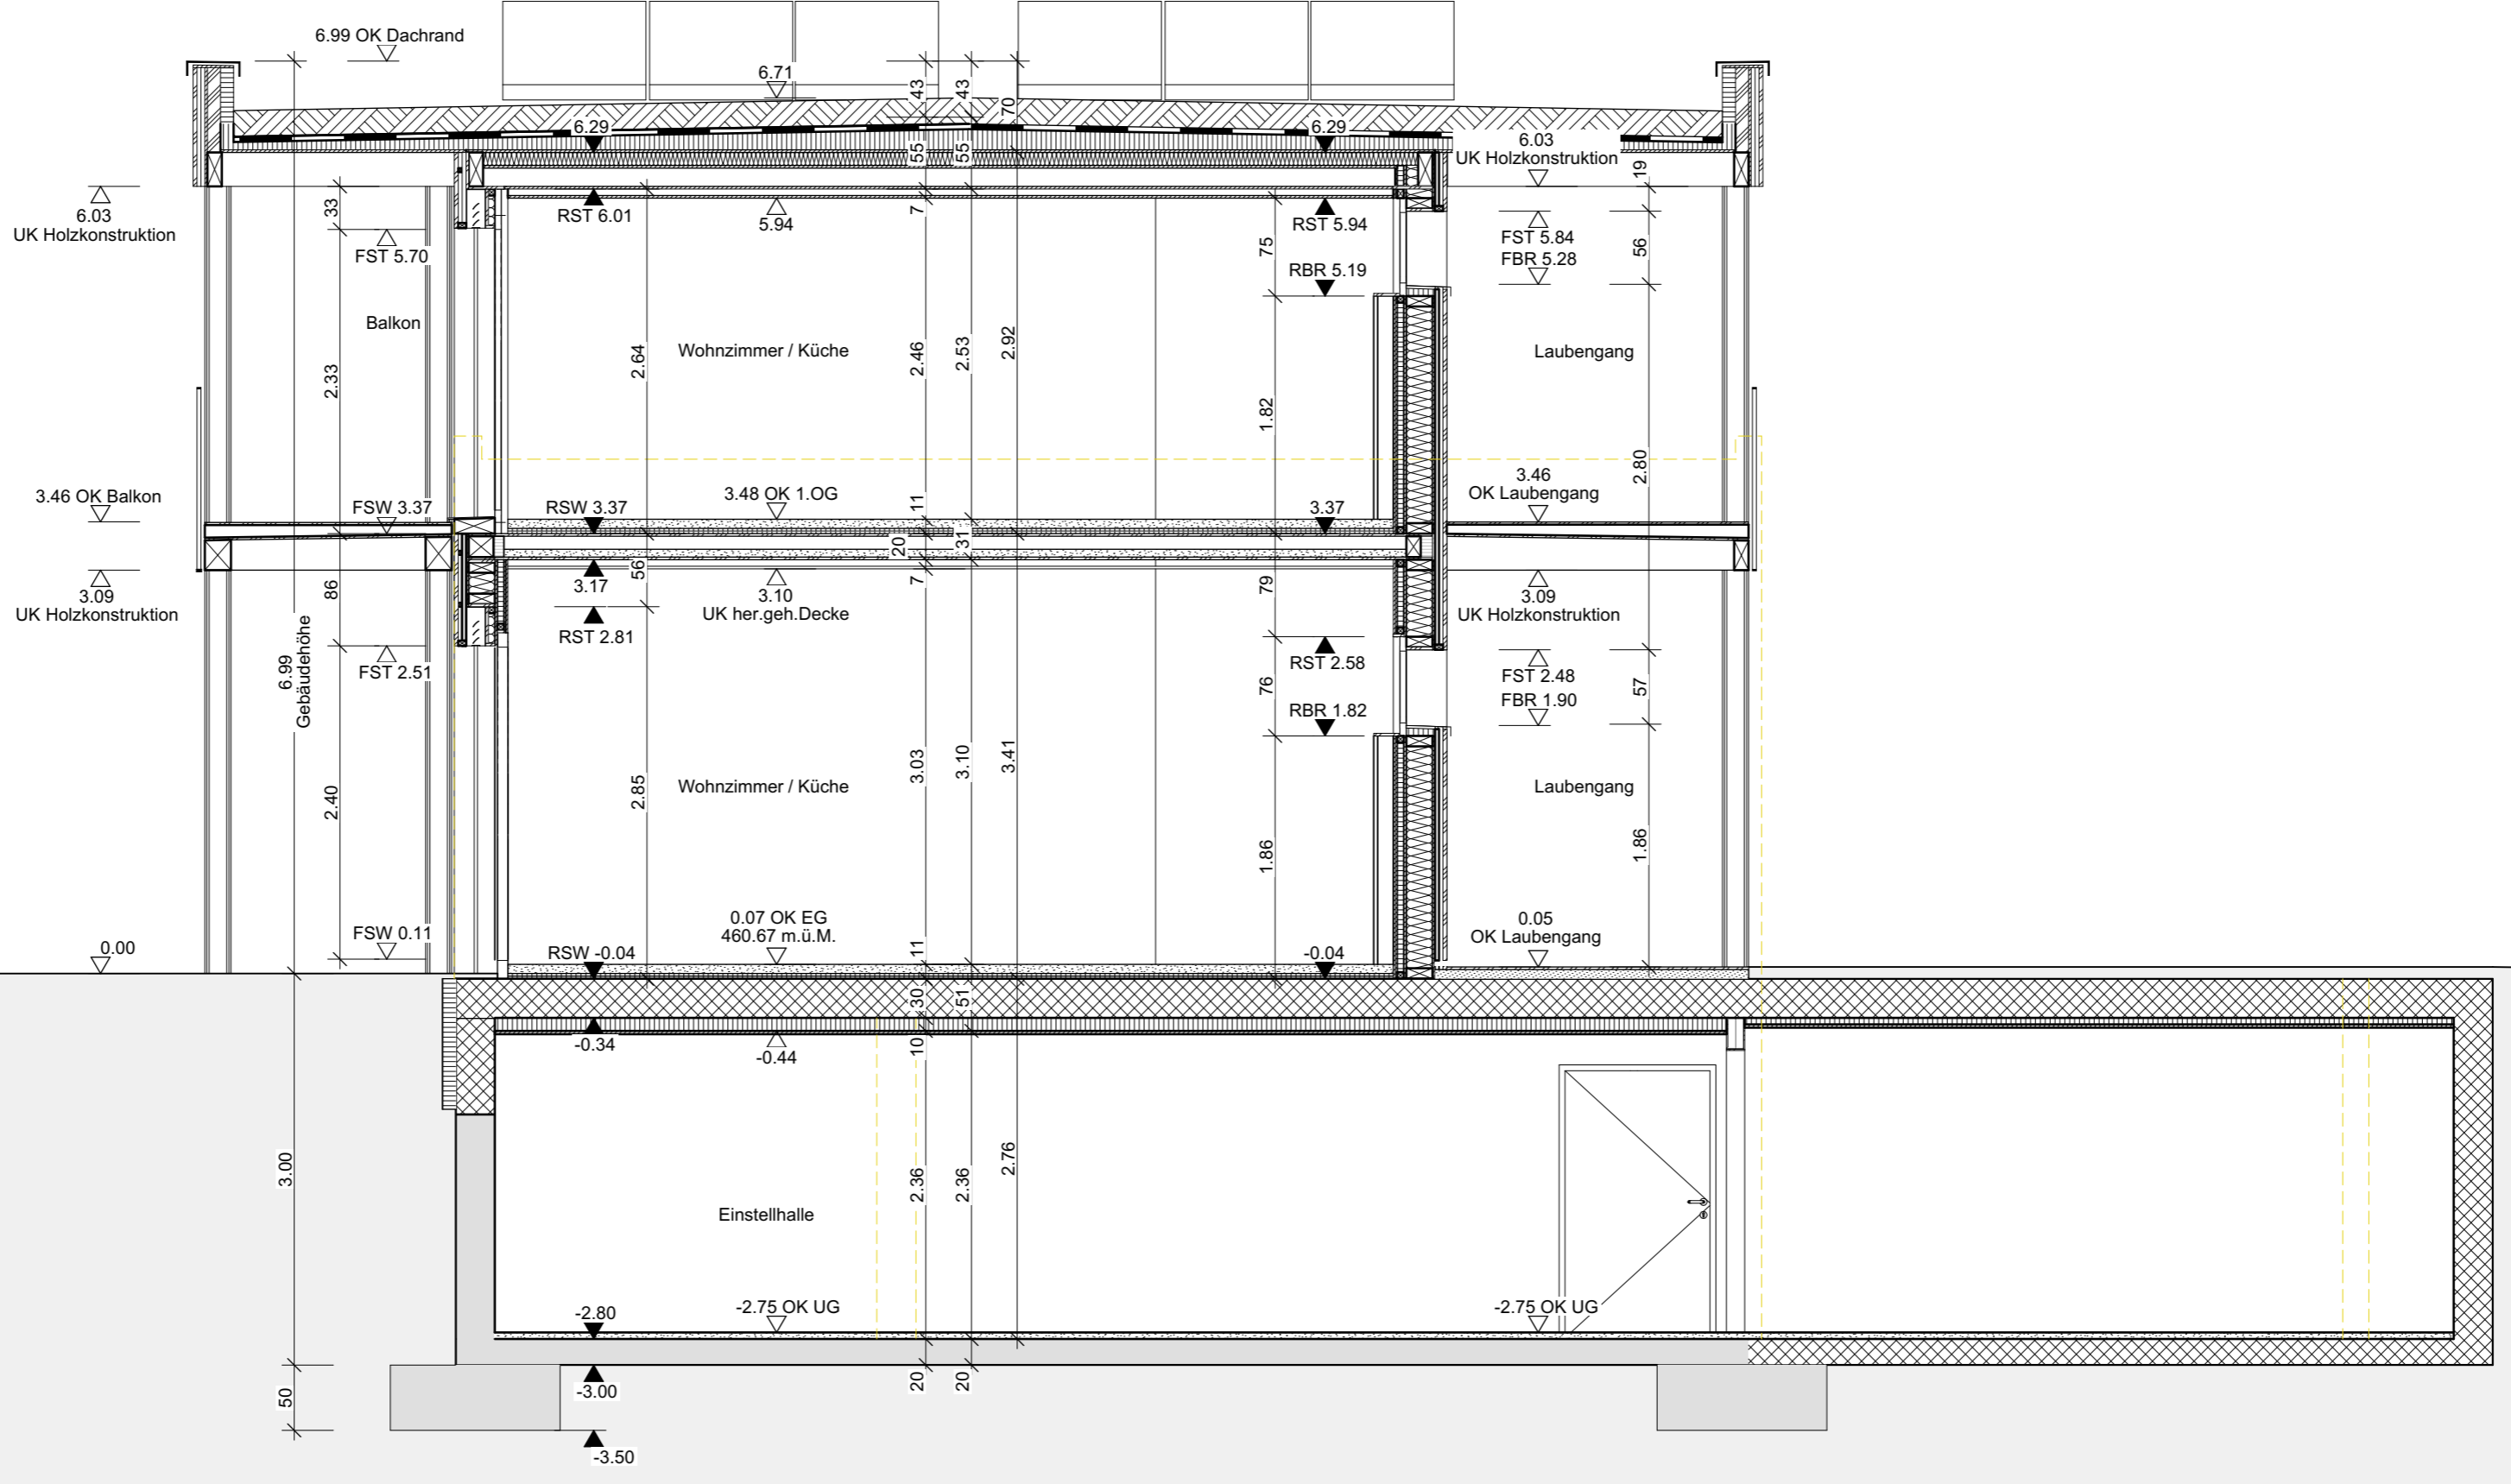 6.99 OK Dachrand
6.71
43
43
70
6.29
6.29
55
55
6.03
UK Holzkonstruktion
19
6.03
UK Holzkonstruktion
33
FST 5.70
RST 6.01
5.94
7
75
RST 5.94
FST 5.84
FBR 5.28
56
RBR 5.19
Balkon
Wohnzimmer / Küche
Laubengang
2.33
2.64
2.46
2.53
2.92
1.82
2.80
3.46 OK Balkon
FSW 3.37
RSW 3.37
3.48 OK 1.OG
11
3.37
3.46
OK Laubengang
20
31
3.09
UK Holzkonstruktion
86
3.17
56
3.10
UK her.geh.Decke
7
79
3.09
UK Holzkonstruktion
RST 2.81
FST 2.51
6.99
Gebäudehöhe
RST 2.58
FST 2.48
FBR 1.90
76
57
RBR 1.82
2.40
2.85
Wohnzimmer / Küche
3.03
3.10
3.41
1.86
Laubengang
1.86
0.00
FSW 0.11
RSW -0.04
0.07 OK EG
460.67 m.ü.M.
11
-0.04
0.05
OK Laubengang
30
51
-0.34
-0.44
10
3.00
2.36
2.36
2.76
Einstellhalle
-2.80
-2.75 OK UG
-2.75 OK UG
50
-3.00
20
20
-3.50